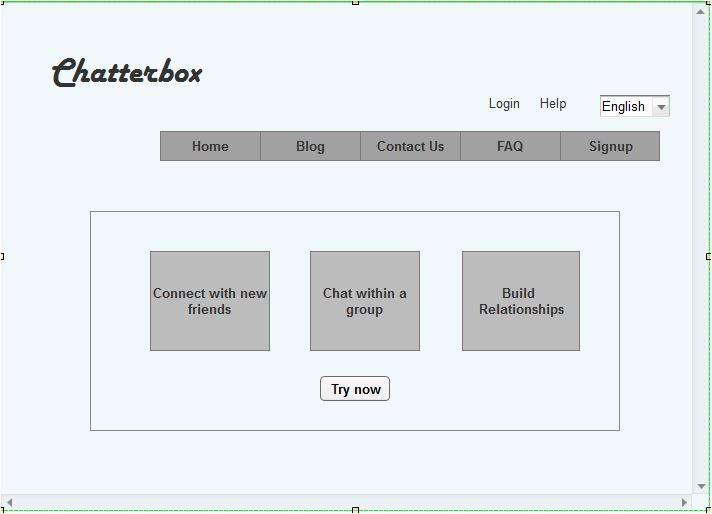 Chatterbox
Login Help English
Home Blog Contact Us FAQ Signup
Connect with new
friends
Chat within a
group
Build
Relationships
Try now